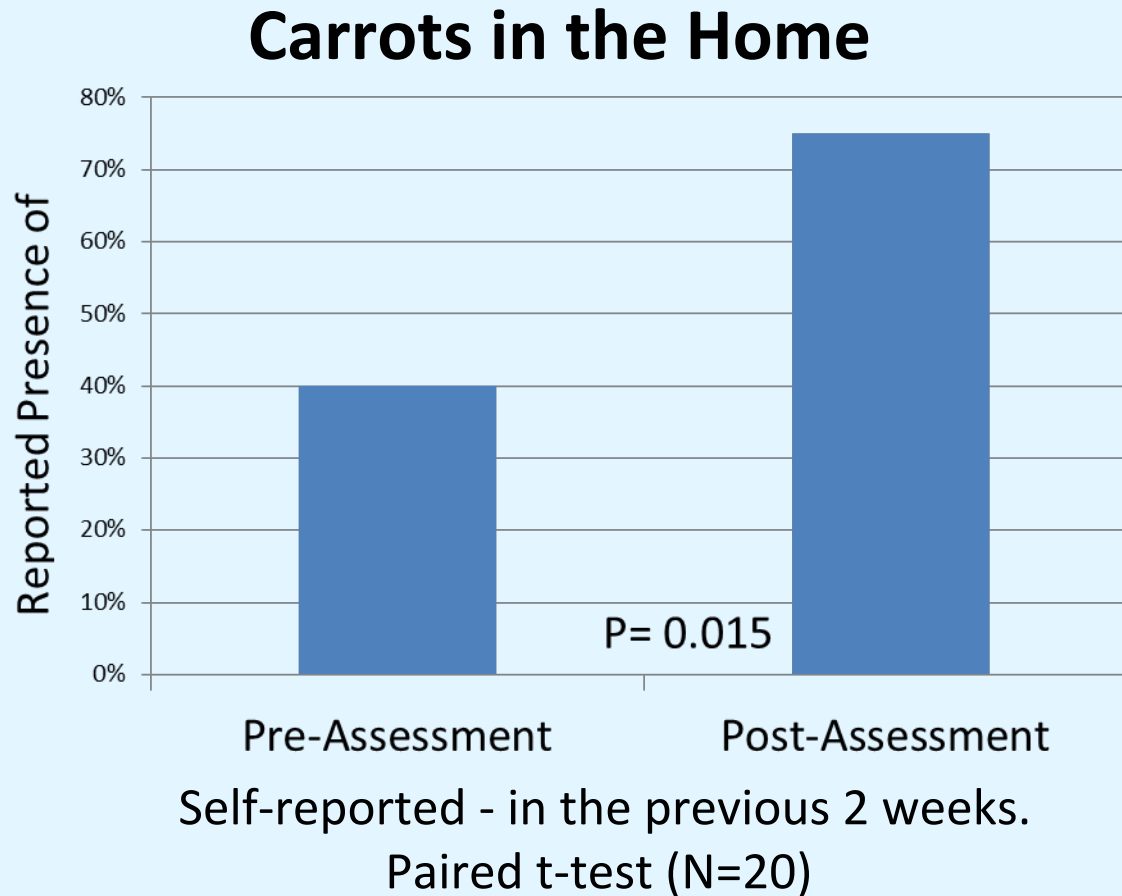 Carrots in the Home
Reported Presence of
80%
70%
60%
50%
40%
30%
20%
10%
0%
P= 0.015
Pre-Assessment
Post-Assessment
Self-reported - in the previous 2 weeks.
Paired t-test (N=20)